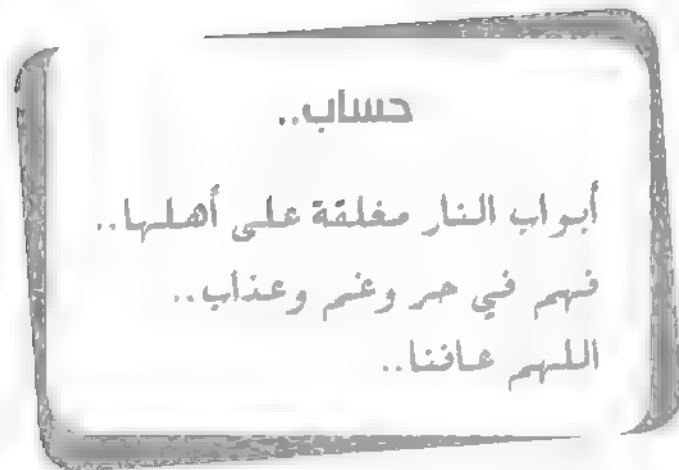 حساب..
أبواب النار مغلقة على أهلها..
فهم في حر وغم وعذاب..
اللهم عافنا..